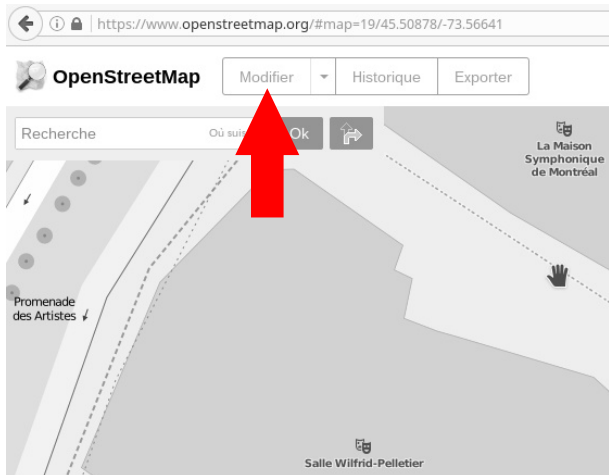 https://www.openstreetmap.org/#map=19/45.50878/-73.56641
OpenStreetMap Modifier Historique Exporter
Recherche Où suis Ok
La Maison
Symphonique
de Montréal
Promenade
des Artistes
Salle Wilfrid-Pelletier